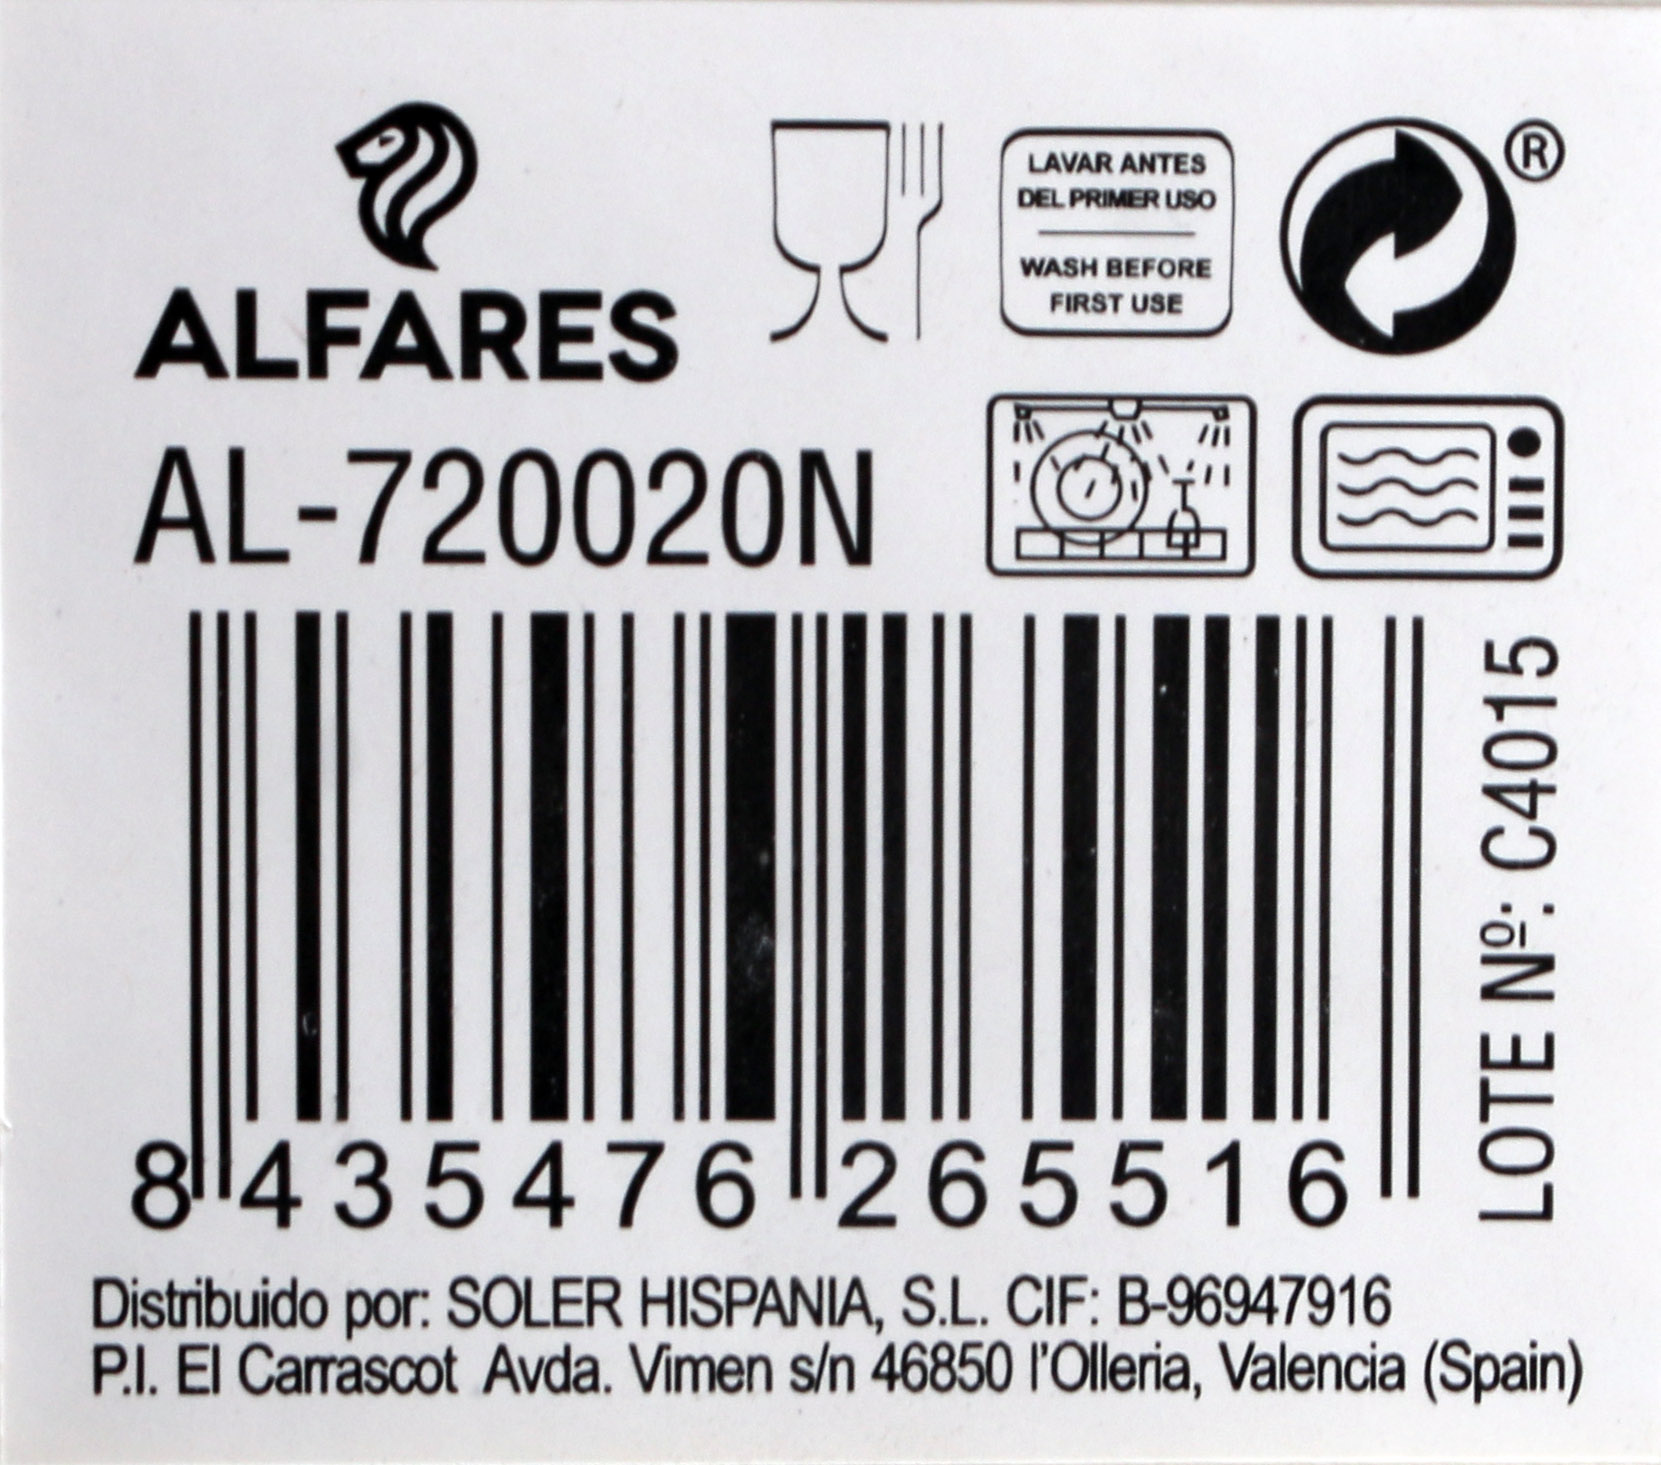 ALFARES
LAVAR ANTES
DEL PRIMER USO
WASH BEFORE
FIRST USE
®
AL-720020N
LOTE Nº: C4015
8 435476 265516
Distribuido por: SOLER HISPANIA, S.L. CIF: B-96947916
P.I. El Carrascot Avda. Vimen s/n 46850 l'Olleria, Valencia (Spain)